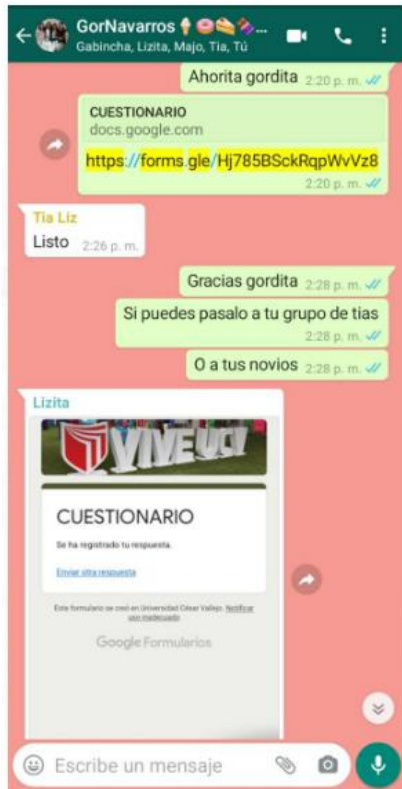 GorNavarros🍦🍩🍰🍫...
Gabincha, Lizita, Majo, Tia, Tú
Ahorita gordita 2:20 p. m.
CUESTIONARIO
docs.google.com
https://forms.gle/Hj785BSckRqpWvVz8
2:20 p. m.
Tia Liz
Listo 2:26 p. m.
Gracias gordita 2:28 p. m.
Si puedes pasalo a tu grupo de tias
2:28 p. m.
O a tus novios 2:28 p. m.
Lizita
VIVE UCV
CUESTIONARIO
Se ha registrado tu respuesta.
Enviar otra respuesta
Este formulario se creó en Universidad César Vallejo. Notificar
uso inadecuado
Google Formularios
Escribe un mensaje